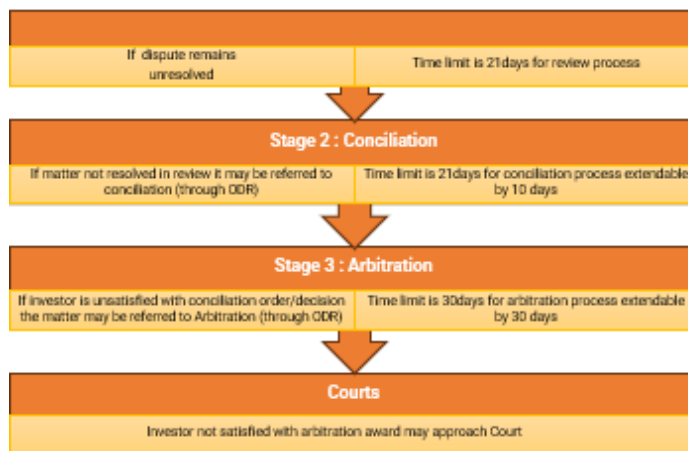 If dispute remains
unresolved
Time limit is 21days for review process
Stage 2 : Conciliation
If matter not resolved in review it may be referred to
conciliation (through ODR)
Time limit is 21days for conciliation process extendable
by 10 days
Stage 3 : Arbitration
If investor is unsatisfied with conciliation order/decision
the matter may be referred to Arbitration (through ODR)
Time limit is 30days for arbitration process extendable
by 30 days
Courts
Investor not satisfied with arbitration award may approach Court